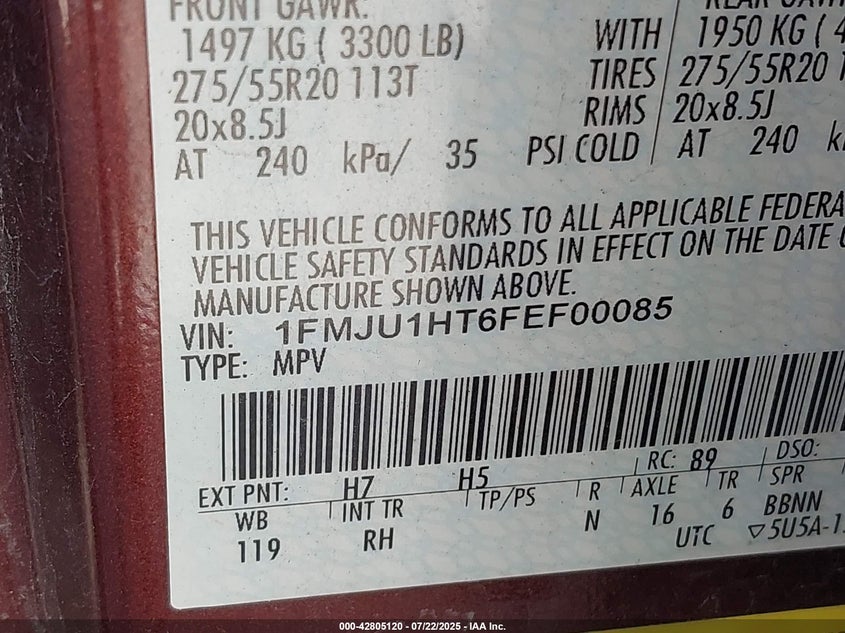 FRONT GAWR:
1497 KG ( 3300 LB) WITH 1950 KG ( 4
275/55R20 113T TIRES 275/55R20
20x8.5J RIMS 20x8.5J
AT 240 kPa/ 35 PSI COLD AT 240
THIS VEHICLE CONFORMS TO ALL APPLICABLE FEDERA
VEHICLE SAFETY STANDARDS IN EFFECT ON THE DATE
MANUFACTURE SHOWN ABOVE.
VIN: 1FMJU1HT6FEF00085
TYPE: MPV
EXT PNT: H7 H5 RC: 89 DSO:
WB INT TR TP/PS R AXLE TR SPR
119 RH N 16 6 BBNN
UTC ▽5U5A-1
000-42805120 - 07/22/2025 - IAA Inc.